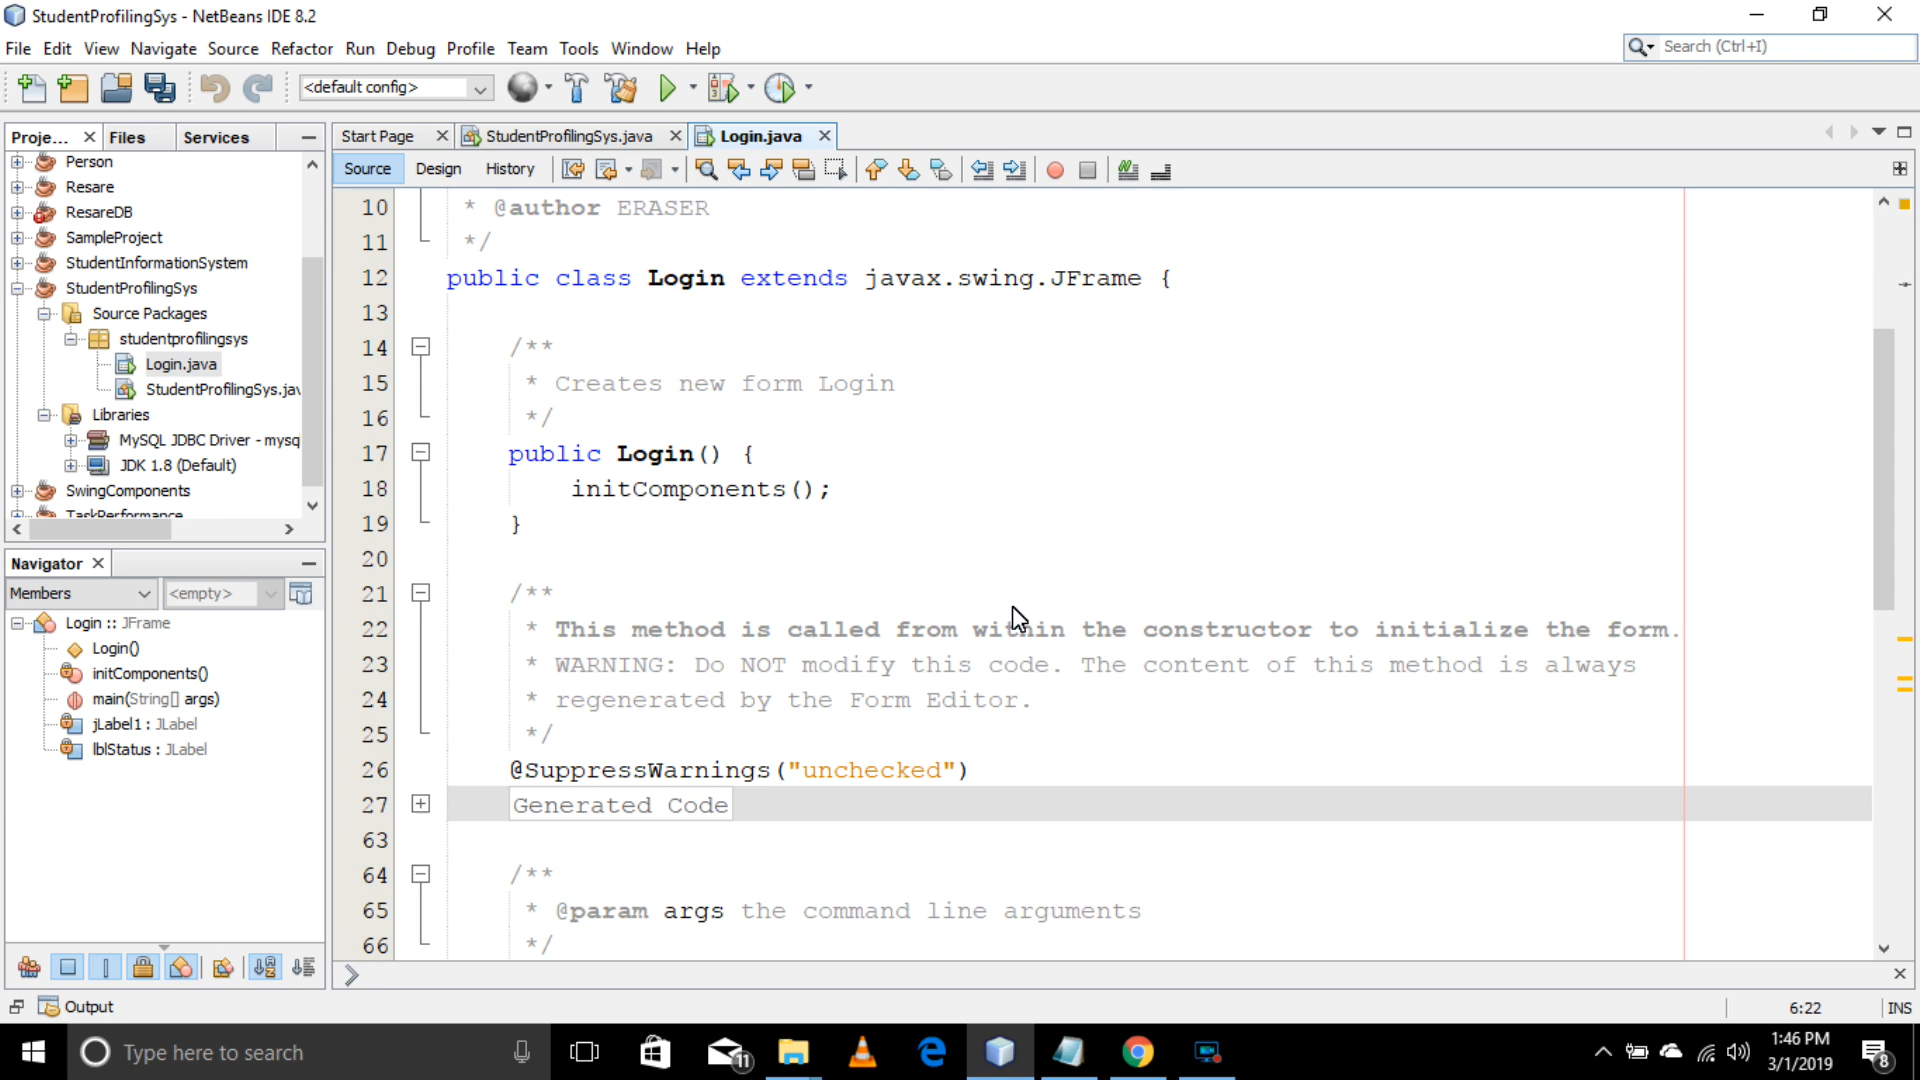 StudentProfilingSys - NetBeans IDE 8.2
File Edit View Navigate Source Refactor Run Debug Profile Team Tools Window Help
Search (Ctrl+I)
<default config>
Proje... Files Services
Person
Resare
ResareDB
SampleProject
StudentInformationSystem
StudentProfilingSys
Source Packages
studentprofilingsys
Login.java
StudentProfilingSys.jav
Libraries
MySQL JDBC Driver - mysq
JDK 1.8 (Default)
SwingComponents
TaskPerformance
Navigator
Members <empty>
Login :: JFrame
Login()
initComponents()
main(String[] args)
jLabel1 : JLabel
lblStatus : JLabel
Start Page StudentProfilingSys.java Login.java
Source Design History
10 * @author ERASER
11 */
12 public class Login extends javax.swing.JFrame {
13
14 /**
15 * Creates new form Login
16 */
17 public Login() {
18 initComponents();
19 }
20
21 /**
22 * This method is called from within the constructor to initialize the form.
23 * WARNING: Do NOT modify this code. The content of this method is always
24 * regenerated by the Form Editor.
25 */
26 @SuppressWarnings("unchecked")
27 Generated Code
63
64 /**
65 * @param args the command line arguments
66 */
Output
6:22 INS
Type here to search
11
1:46 PM
3/1/2019
8